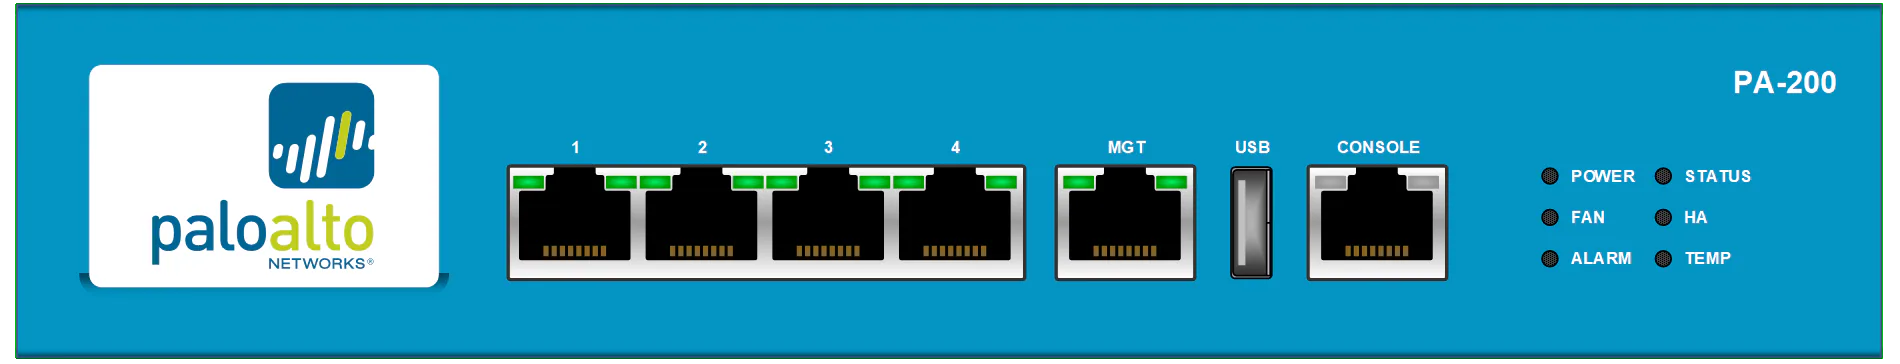 PA-200
paloalto
NETWORKS®
1 2 3 4 MGT USB CONSOLE
POWER STATUS
FAN HA
ALARM TEMP